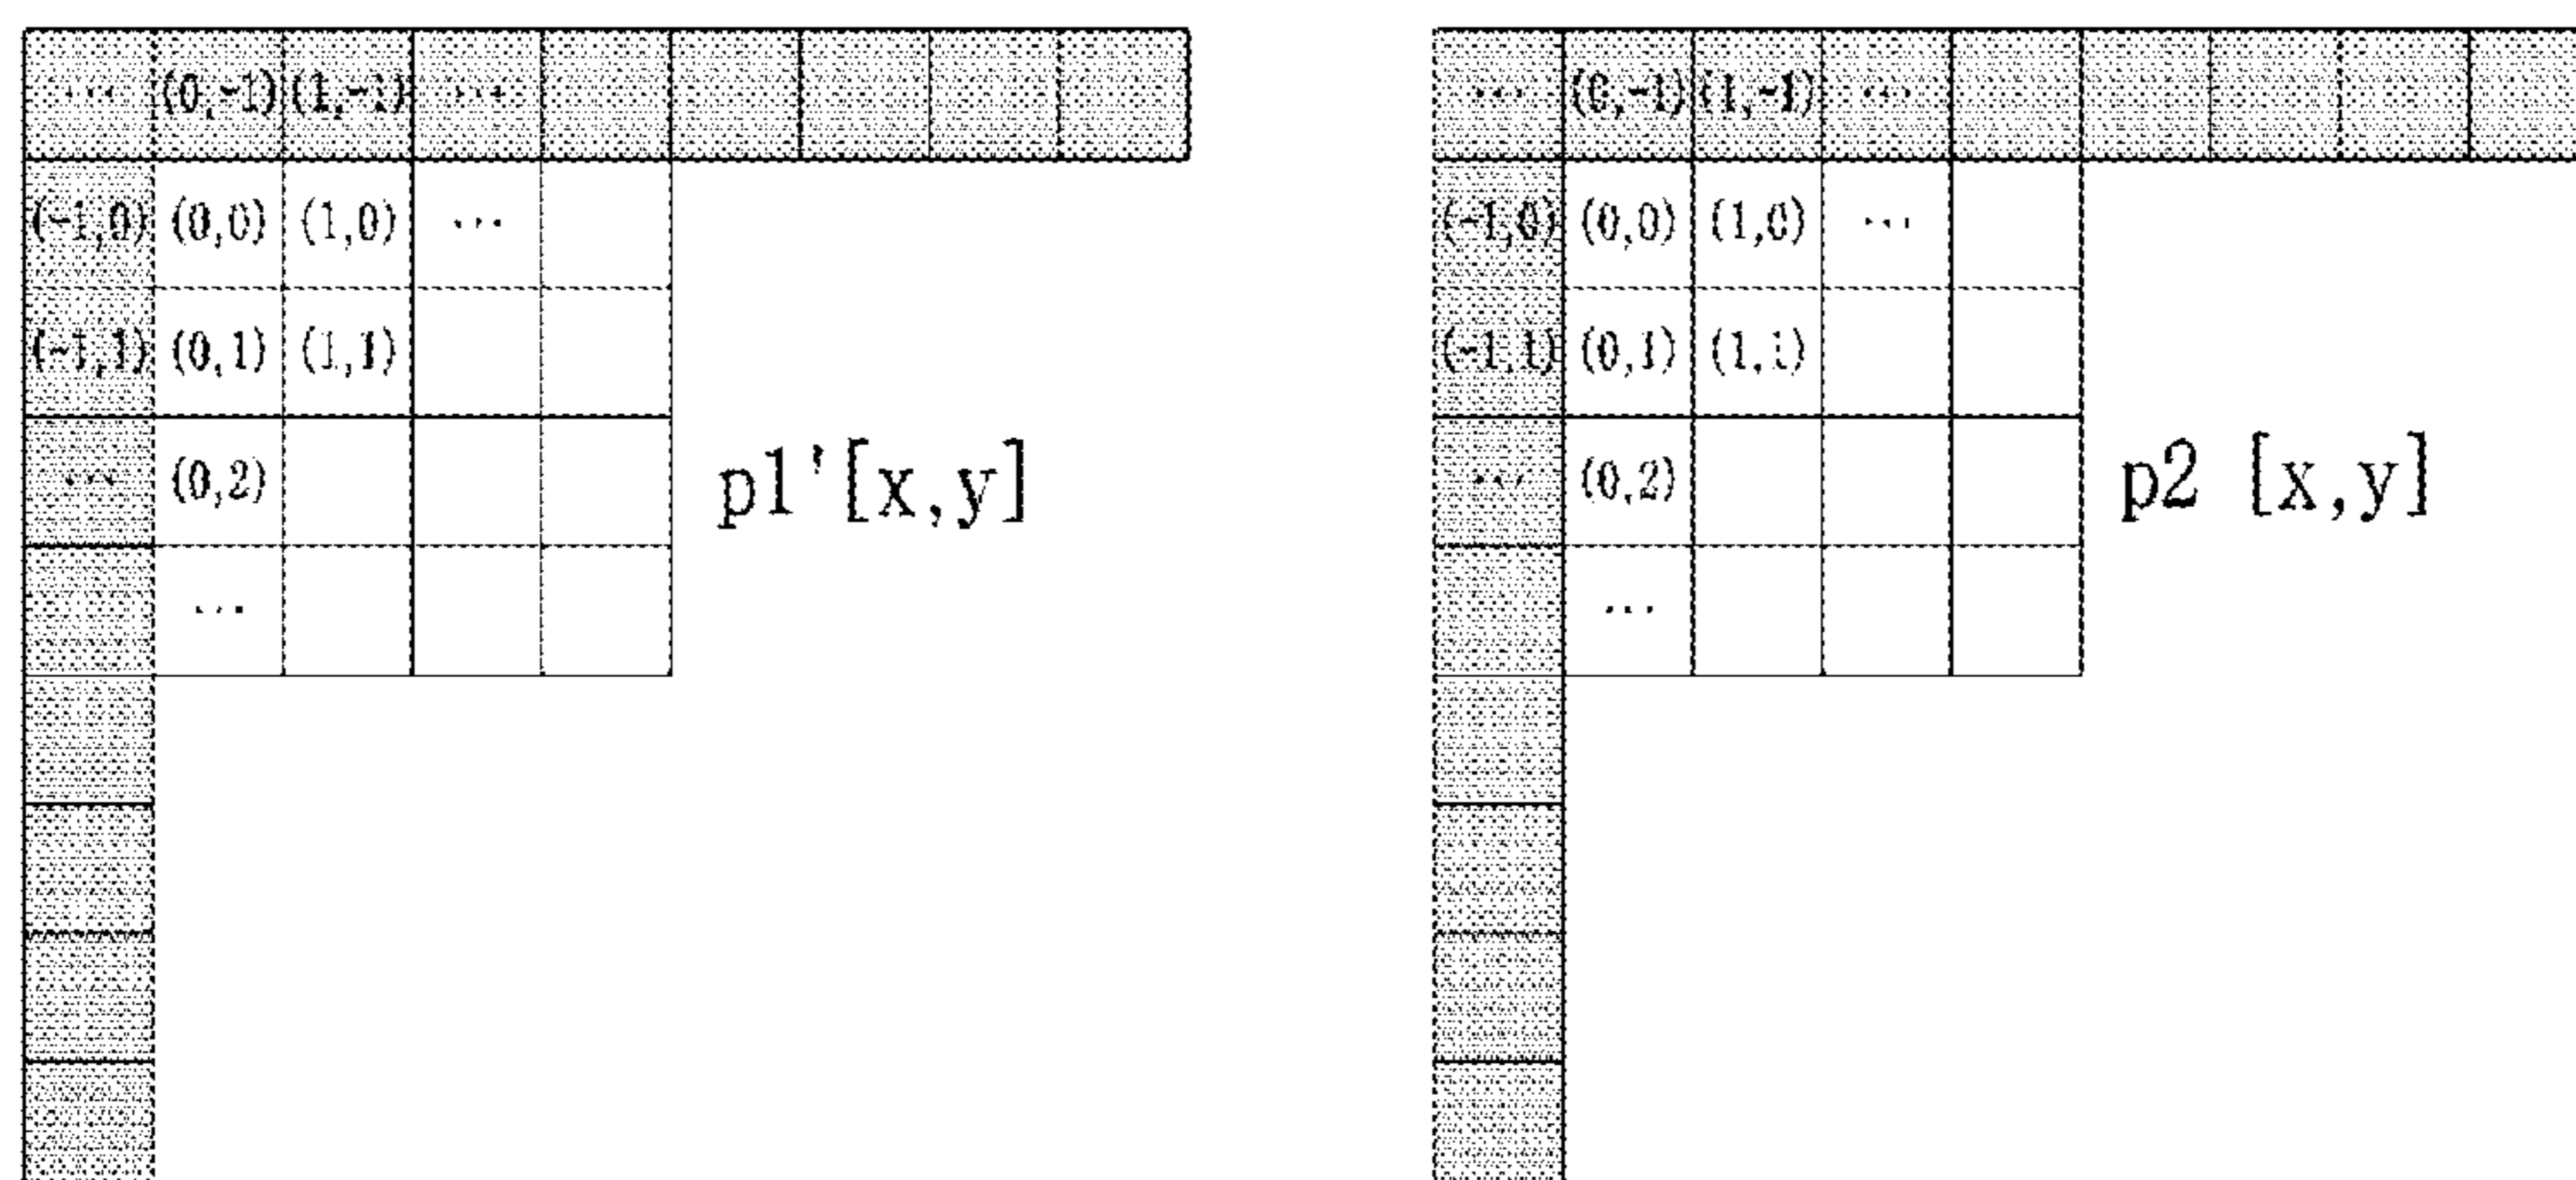 ··· (0,-1) (1,-1) ···
(-1,0) (0,0) (1,0) ···
(-1,1) (0,1) (1,1)
··· (0,2)
···
p1'[x,y]
··· (0,-1) (1,-1) ···
(-1,0) (0,0) (1,0) ···
(-1,1) (0,1) (1,1)
··· (0,2)
···
p2 [x,y]